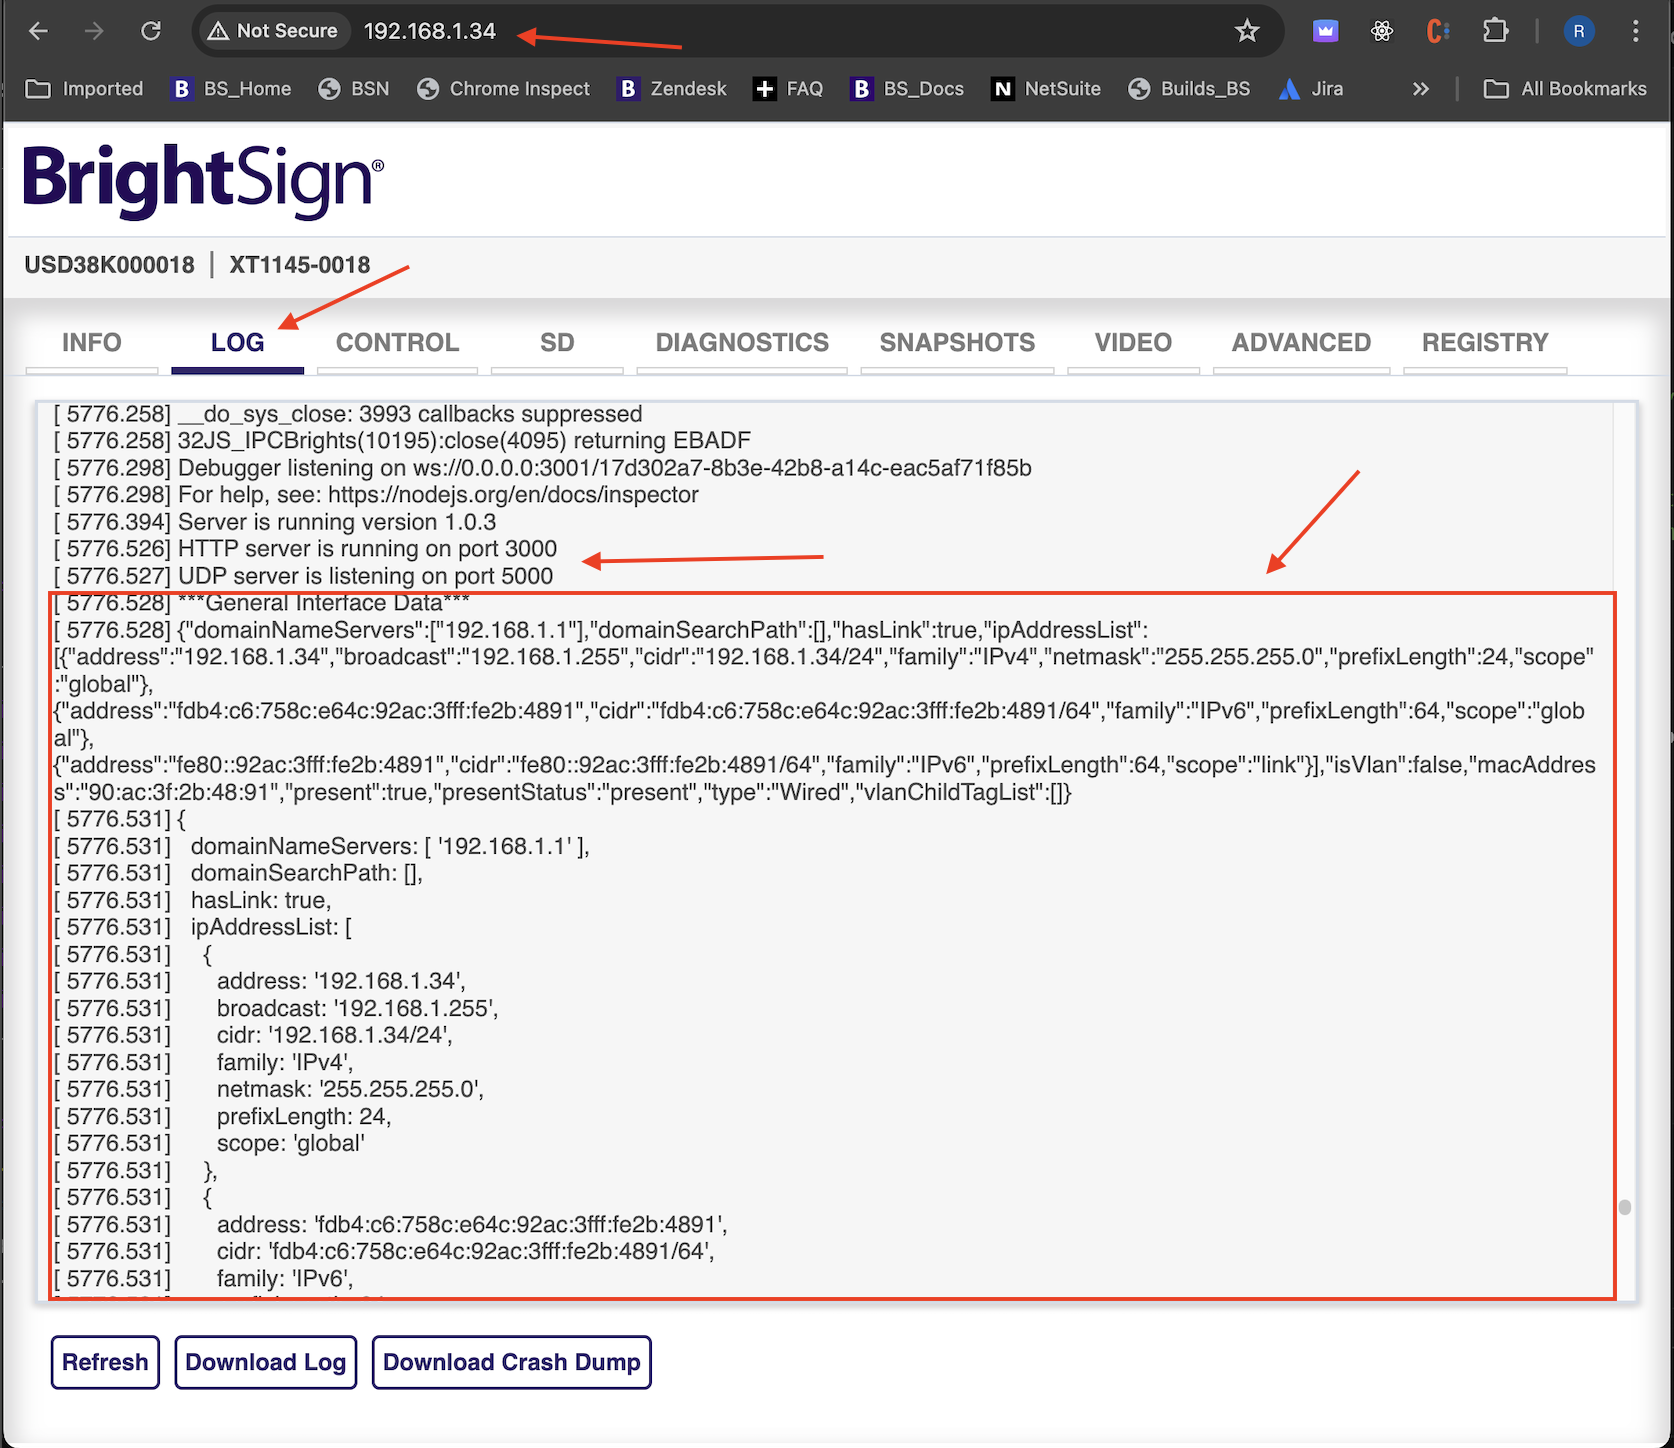 Not Secure 192.168.1.34 R
Imported B BS_Home BSN Chrome Inspect B Zendesk FAQ B BS_Docs N NetSuite Builds_BS Jira » All Bookmarks
BrightSign®
USD38K000018 | XT1145-0018
INFO LOG CONTROL SD DIAGNOSTICS SNAPSHOTS VIDEO ADVANCED REGISTRY
[ 5776.258] __do_sys_close: 3993 callbacks suppressed
[ 5776.258] 32JS_IPCBrights(10195):close(4095) returning EBADF
[ 5776.298] Debugger listening on ws://0.0.0.0:3001/17d302a7-8b3e-42b8-a14c-eac5af71f85b
[ 5776.298] For help, see: https://nodejs.org/en/docs/inspector
[ 5776.394] Server is running version 1.0.3
[ 5776.526] HTTP server is running on port 3000
[ 5776.527] UDP server is listening on port 5000
[ 5776.528] ***General Interface Data***
[ 5776.528] {"domainNameServers":["192.168.1.1"],"domainSearchPath":[],"hasLink":true,"ipAddressList":
[{"address":"192.168.1.34","broadcast":"192.168.1.255","cidr":"192.168.1.34/24","family":"IPv4","netmask":"255.255.255.0","prefixLength":24,"scope"
:"global"},
{"address":"fdb4:c6:758c:e64c:92ac:3fff:fe2b:4891","cidr":"fdb4:c6:758c:e64c:92ac:3fff:fe2b:4891/64","family":"IPv6","prefixLength":64,"scope":"glob
al"},
{"address":"fe80::92ac:3fff:fe2b:4891","cidr":"fe80::92ac:3fff:fe2b:4891/64","family":"IPv6","prefixLength":64,"scope":"link"}],"isVlan":false,"macAddres
s":"90:ac:3f:2b:48:91","present":true,"presentStatus":"present","type":"Wired","vlanChildTagList":[]}
[ 5776.531] {
[ 5776.531] domainNameServers: [ '192.168.1.1' ],
[ 5776.531] domainSearchPath: [],
[ 5776.531] hasLink: true,
[ 5776.531] ipAddressList: [
[ 5776.531] {
[ 5776.531] address: '192.168.1.34',
[ 5776.531] broadcast: '192.168.1.255',
[ 5776.531] cidr: '192.168.1.34/24',
[ 5776.531] family: 'IPv4',
[ 5776.531] netmask: '255.255.255.0',
[ 5776.531] prefixLength: 24,
[ 5776.531] scope: 'global'
[ 5776.531] },
[ 5776.531] {
[ 5776.531] address: 'fdb4:c6:758c:e64c:92ac:3fff:fe2b:4891',
[ 5776.531] cidr: 'fdb4:c6:758c:e64c:92ac:3fff:fe2b:4891/64',
[ 5776.531] family: 'IPv6',
Refresh Download Log Download Crash Dump